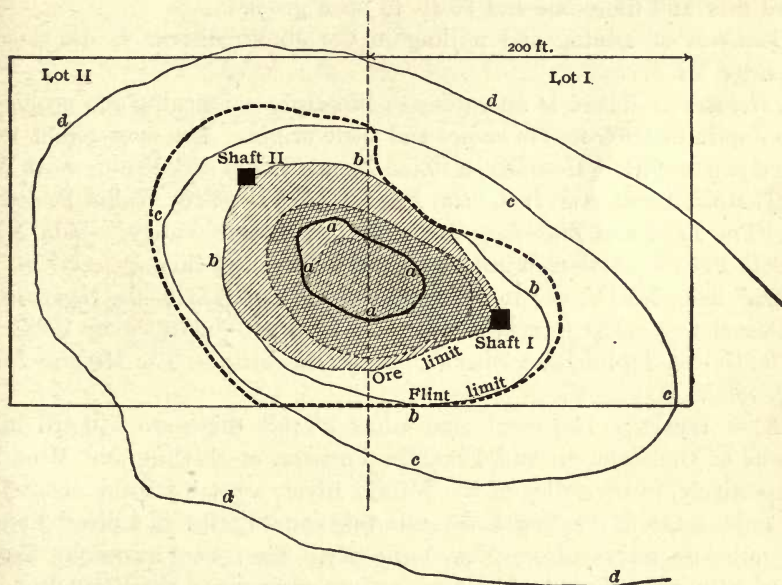 200 ft.
Lot II
Lot I
d
d
b
Shaft II
c
c
a
b
b
a
a
a
Shaft I
Ore limit
Flint limit
c
b
c
d
d